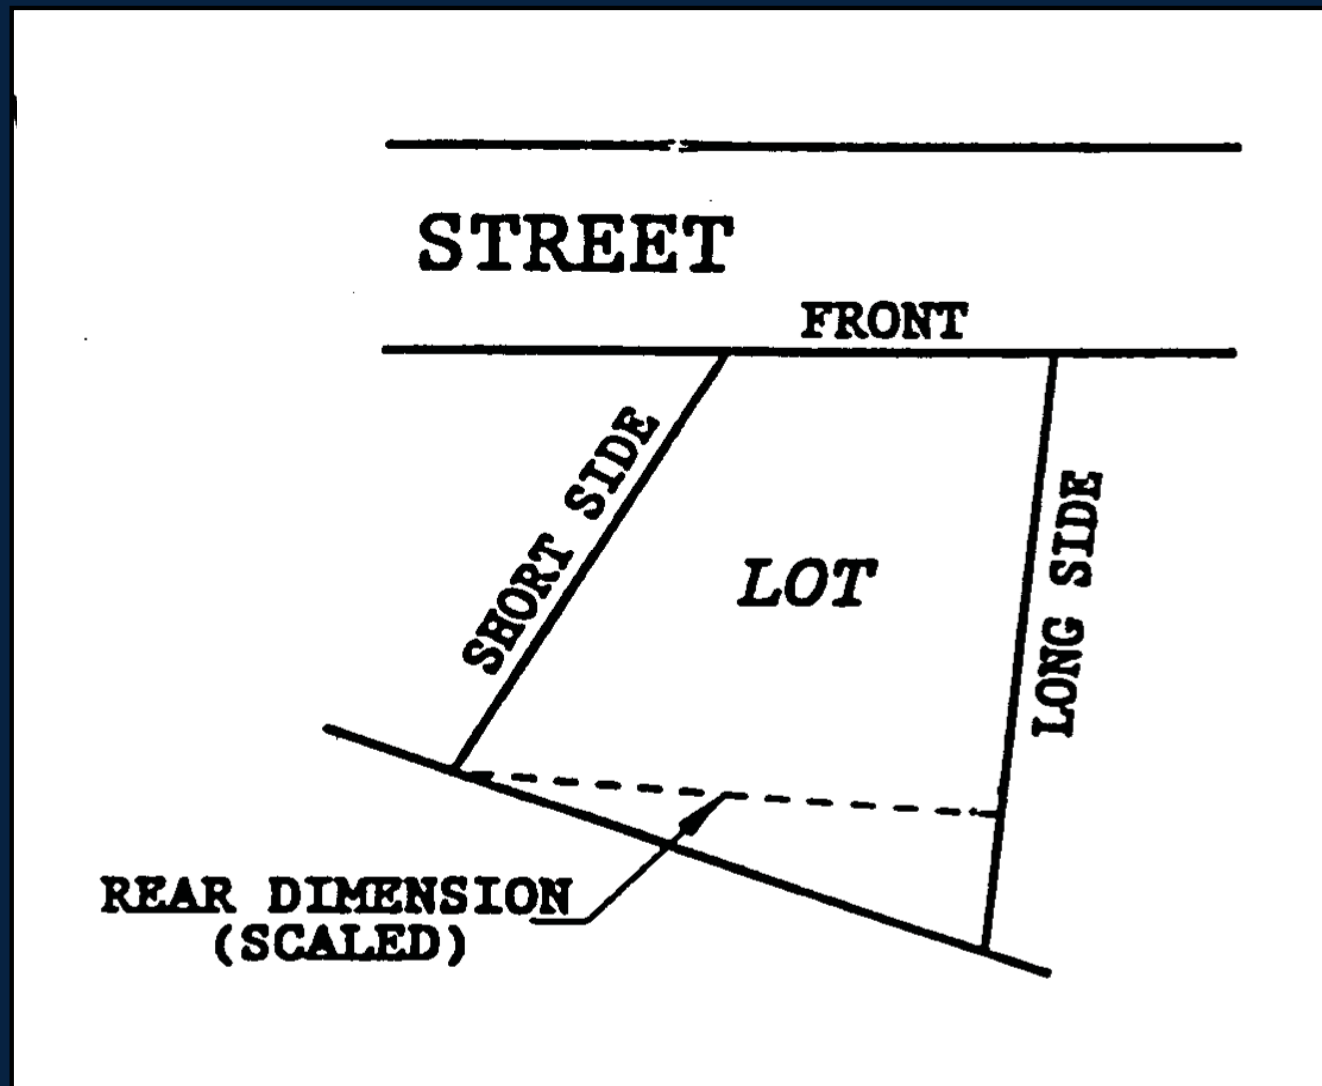 STREET
FRONT
SHORT SIDE
LOT
LONG SIDE
REAR DIMENSION
(SCALED)